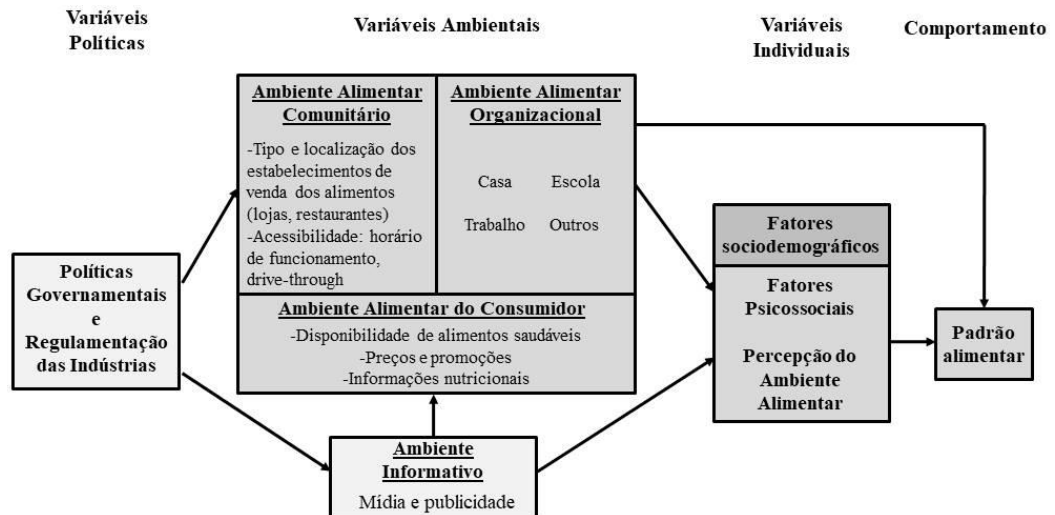 Variáveis
Políticas
Variáveis Ambientais
Variáveis
Individuais
Comportamento
Ambiente Alimentar
Comunitário
-Tipo e localização dos
estabelecimentos de
venda dos alimentos
(lojas, restaurantes)
-Acessibilidade: horário
de funcionamento,
drive-through
Ambiente Alimentar
Organizacional
Casa Escola
Trabalho Outros
Ambiente Alimentar do Consumidor
-Disponibilidade de alimentos saudáveis
-Preços e promoções
-Informações nutricionais
Políticas
Governamentais
e
Regulamentação
das Indústrias
Ambiente
Informativo
Mídia e publicidade
Fatores
sociodemográficos
Fatores
Psicossociais
Percepção do
Ambiente
Alimentar
Padrão
alimentar